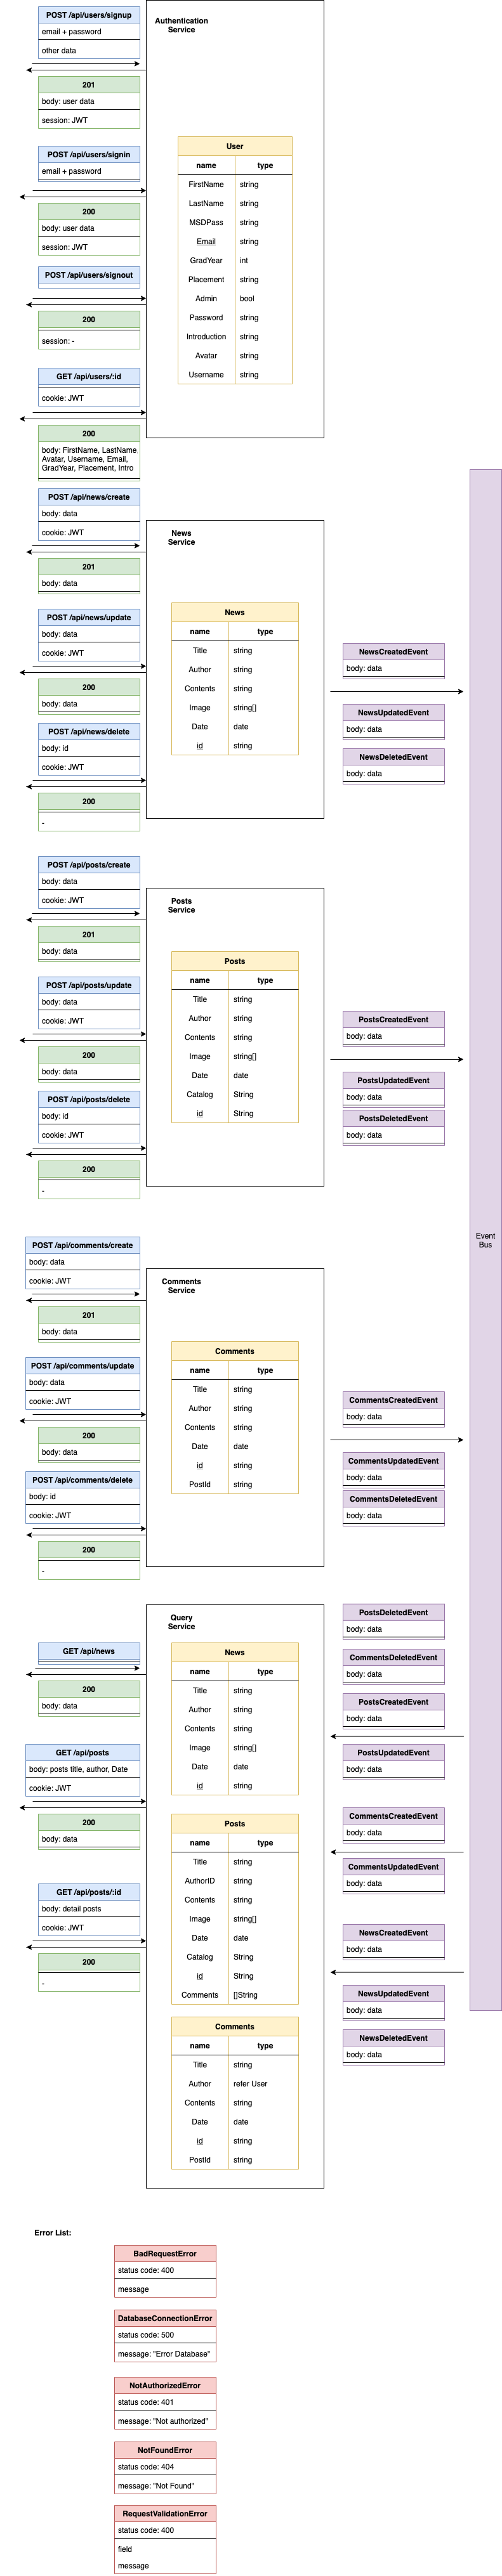 POST /api/users/signup
email + password
other data
201
body: user data
session: JWT
POST /api/users/signin
email + password
200
body: user data
session: JWT
POST /api/users/signout
200
session: -
GET /api/users/:id
cookie: JWT
200
body: FirstName, LastName
Avatar, Username, Email,
GradYear, Placement, Intro
Authentication
Service
User
name type
FirstName string
LastName string
MSDPass string
Email string
GradYear int
Placement string
Admin bool
Password string
Introduction string
Avatar string
Username string
POST /api/news/create
body: data
cookie: JWT
201
body: data
POST /api/news/update
body: data
cookie: JWT
200
body: data
POST /api/news/delete
body: id
cookie: JWT
200
-
News
Service
News
name type
Title string
Author string
Contents string
Image string[]
Date date
id string
NewsCreatedEvent
body: data
NewsUpdatedEvent
body: data
NewsDeletedEvent
body: data
POST /api/posts/create
body: data
cookie: JWT
201
body: data
POST /api/posts/update
body: data
cookie: JWT
200
body: data
POST /api/posts/delete
body: id
cookie: JWT
200
-
Posts
Service
Posts
name type
Title string
Author string
Contents string
Image string[]
Date date
Catalog String
id String
PostsCreatedEvent
body: data
PostsUpdatedEvent
body: data
PostsDeletedEvent
body: data
Event
Bus
POST /api/comments/create
body: data
cookie: JWT
201
body: data
POST /api/comments/update
body: data
cookie: JWT
200
body: data
POST /api/comments/delete
body: id
cookie: JWT
200
-
Comments
Service
Comments
name type
Title string
Author string
Contents string
Date date
id string
PostId string
CommentsCreatedEvent
body: data
CommentsUpdatedEvent
body: data
CommentsDeletedEvent
body: data
GET /api/news
200
body: data
GET /api/posts
body: posts title, author, Date
cookie: JWT
200
body: data
GET /api/posts/:id
body: detail posts
cookie: JWT
200
-
Query
Service
News
name type
Title string
Author string
Contents string
Image string[]
Date date
id string
Posts
name type
Title string
AuthorID string
Contents string
Image string[]
Date date
Catalog String
id String
Comments []String
Comments
name type
Title string
Author refer User
Contents string
Date date
id string
PostId string
PostsDeletedEvent
body: data
CommentsDeletedEvent
body: data
PostsCreatedEvent
body: data
PostsUpdatedEvent
body: data
CommentsCreatedEvent
body: data
CommentsUpdatedEvent
body: data
NewsCreatedEvent
body: data
NewsUpdatedEvent
body: data
NewsDeletedEvent
body: data
Error List:
BadRequestError
status code: 400
message
DatabaseConnectionError
status code: 500
message: "Error Database"
NotAuthorizedError
status code: 401
message: "Not authorized"
NotFoundError
status code: 404
message: "Not Found"
RequestValidationError
status code: 400
field
message